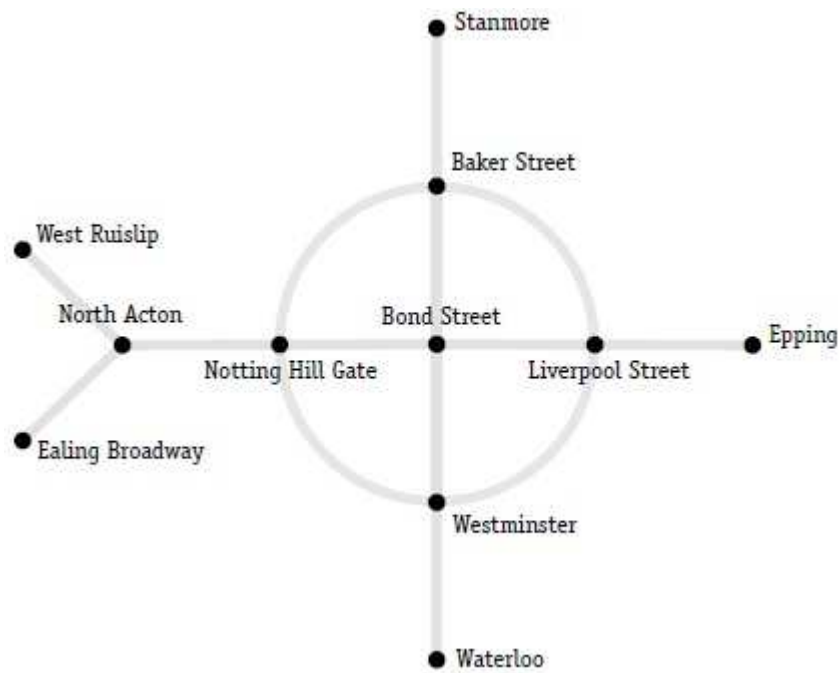 Stanmore
Baker Street
West Ruislip
North Acton
Bond Street
Epping
Notting Hill Gate
Liverpool Street
Ealing Broadway
Westminster
Waterloo